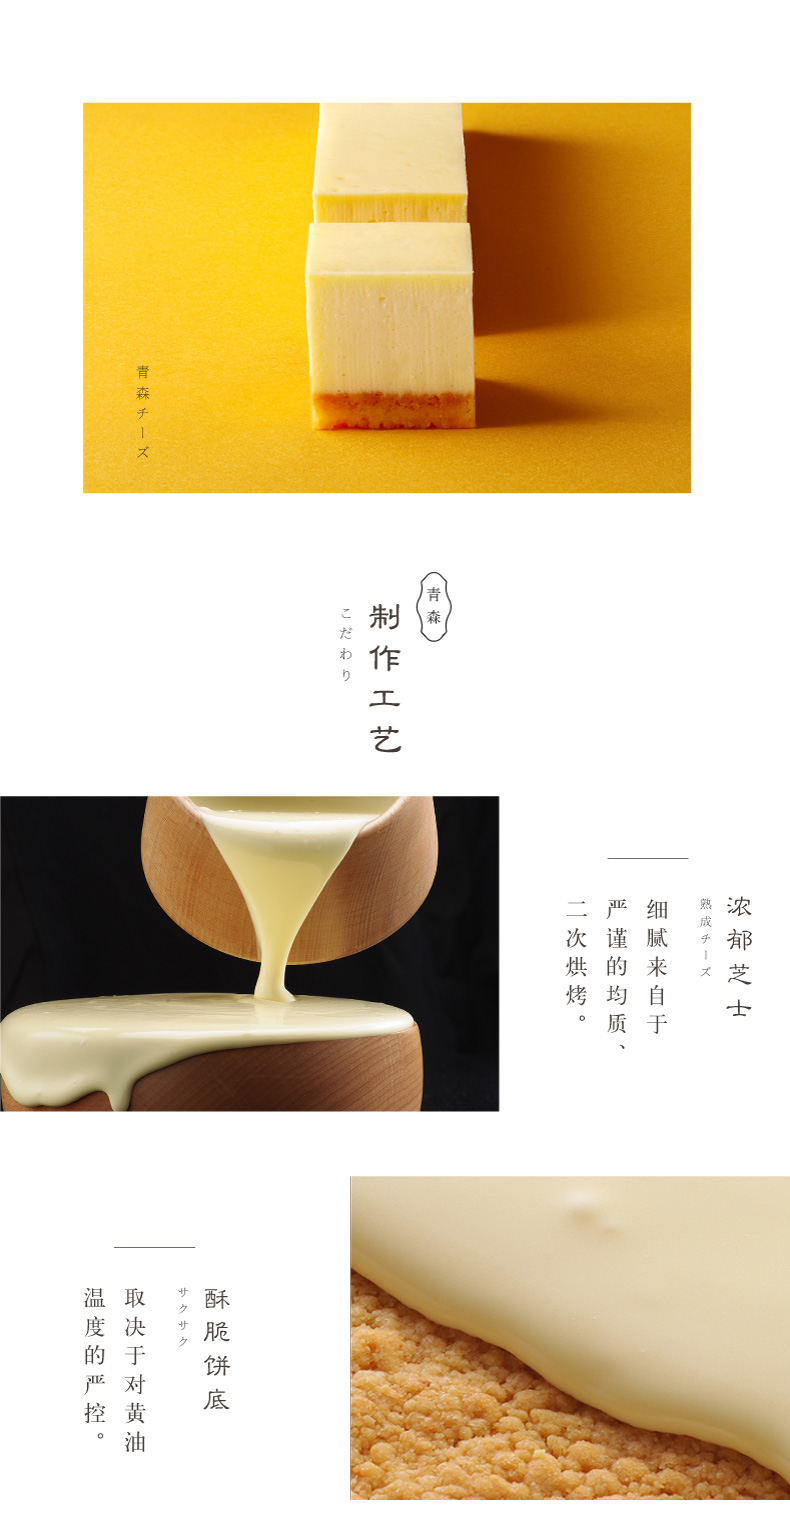 青森チーズ
青森
制作工艺
こだわり
浓郁芝士
熟成チーズ
细腻来自于
严谨的均质、
二次烘烤。
酥脆饼底
サクサク
取决于对黄油
温度的严控。